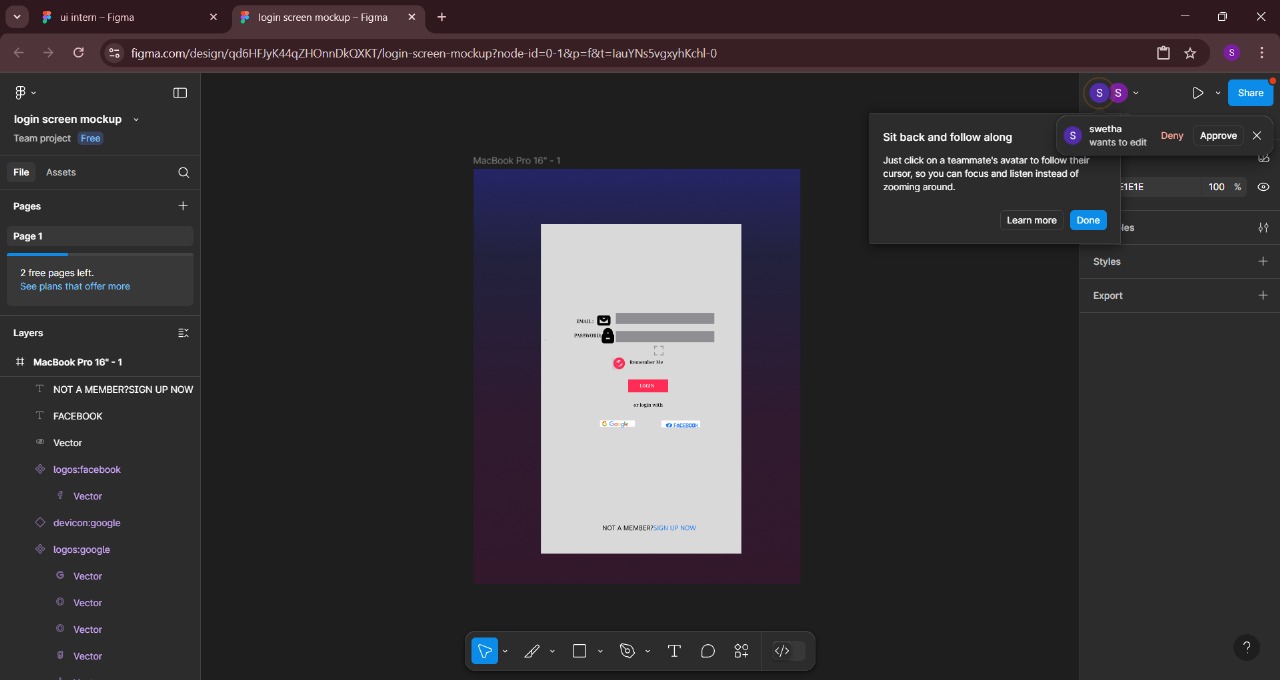 ui intern – Figma
login screen mockup – Figma
figma.com/design/qd6HFJyK44qZHOnnDkQXKT/login-screen-mockup?node-id=0-1&p=f&t=IauYNs5vgxyhKchl-0
S
login screen mockup
Team project Free
File Assets
Pages
Page 1
2 free pages left.
See plans that offer more
Layers
MacBook Pro 16" - 1
NOT A MEMBER?SIGN UP NOW
FACEBOOK
Vector
logos:facebook
Vector
devicon:google
logos:google
Vector
Vector
Vector
Vector
MacBook Pro 16" - 1
EMAIL:
PASSWORD:
Remember Me
LOGIN
or login with
Google
FACEBOOK
NOT A MEMBER?SIGN UP NOW
S S
Share
Sit back and follow along
Just click on a teammate's avatar to follow their
cursor, so you can focus and listen instead of
zooming around.
Learn more Done
S
swetha
wants to edit
Deny Approve
E1E1E 100 %
les
Styles
Export
T
</>
?